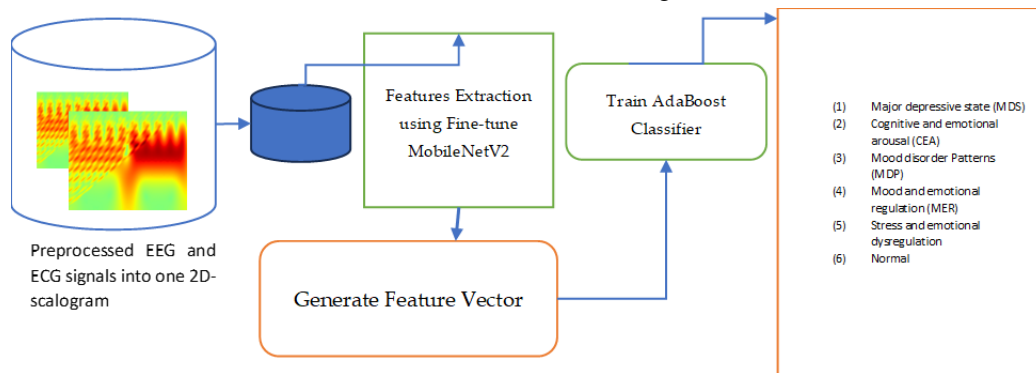 Preprocessed EEG and
ECG signals into one 2D-
scalogram
Features Extraction
using Fine-tune
MobileNetV2
Generate Feature Vector
Train AdaBoost
Classifier
(1) Major depressive state (MDS)
(2) Cognitive and emotional
arousal (CEA)
(3) Mood disorder Patterns
(MDP)
(4) Mood and emotional
regulation (MER)
(5) Stress and emotional
dysregulation
(6) Normal